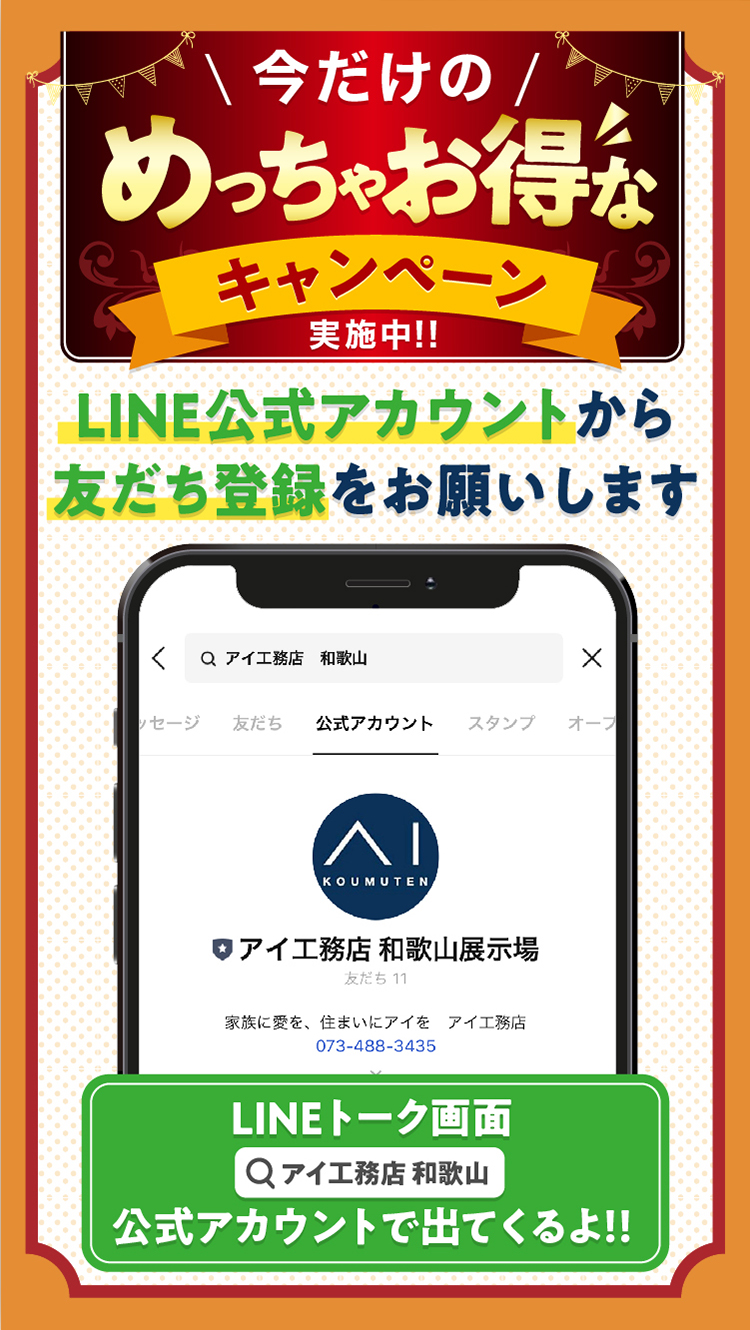 \ 今だけの /
めっちゃお得な
キャンペーン
実施中!!
LINE公式アカウントから
友だち登録をお願いします
アイ工務店　和歌山
ッセージ 友だち 公式アカウント スタンプ オープ
AI
KOUMUTEN
アイ工務店 和歌山展示場
友だち 11
家族に愛を、住まいにアイを　アイ工務店
073-488-3435
LINEトーク画面
アイ工務店 和歌山
公式アカウントで出てくるよ!!